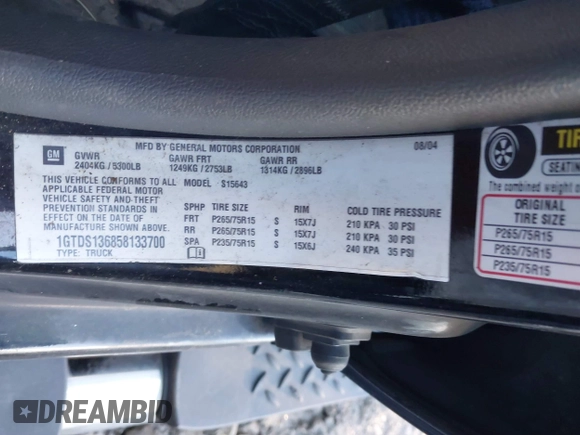 MFD BY GENERAL MOTORS CORPORATION 08/04
GM GVWR GAWR FRT GAWR RR
2404KG / 5300LB 1249KG / 2753LB 1314KG / 2896LB
THIS VEHICLE CONFORMS TO ALL MODEL S15643
APPLICABLE FEDERAL MOTOR
VEHICLE SAFETY AND THEFT
PREVENTION STANDARDS IN
EFFECT ON THE DATE OF
MANUFACTURE SHOWN ABOVE.
SPHP TIRE SIZE RIM COLD TIRE PRESSURE
FRT P265/75R15 S 15X7J 210 KPA 30 PSI
RR P265/75R15 S 15X7J 210 KPA 30 PSI
SPA P235/75R15 S 15X6J 240 KPA 35 PSI
1GTDS136858133700
TYPE: TRUCK
TIR
SEATING
The combined weight
ORIGINAL
TIRE SIZE
P265/75R15
P265/75R15
P235/75R15
DREAMBID